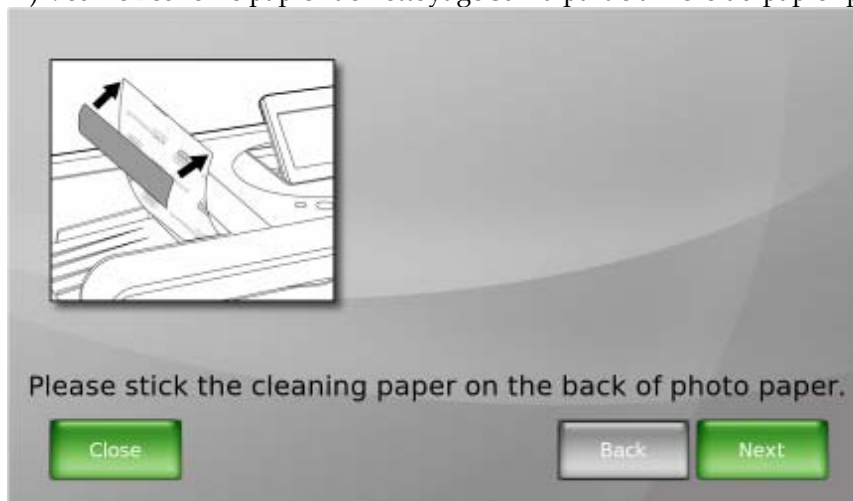 Please stick the cleaning paper on the back of photo paper.
Close
Back
Next